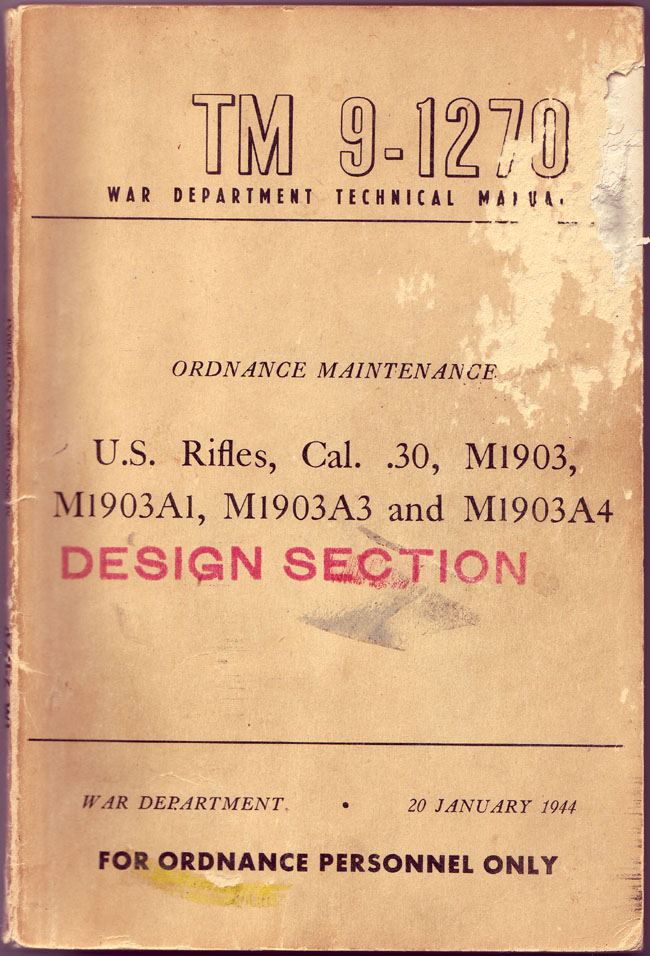 TM 9-1270
WAR DEPARTMENT TECHNICAL MANUAL
ORDNANCE MAINTENANCE
U.S. Rifles, Cal. .30, M1903,
M1903A1, M1903A3 and M1903A4
DESIGN SECTION
WAR DEPARTMENT • 20 JANUARY 1944
FOR ORDNANCE PERSONNEL ONLY